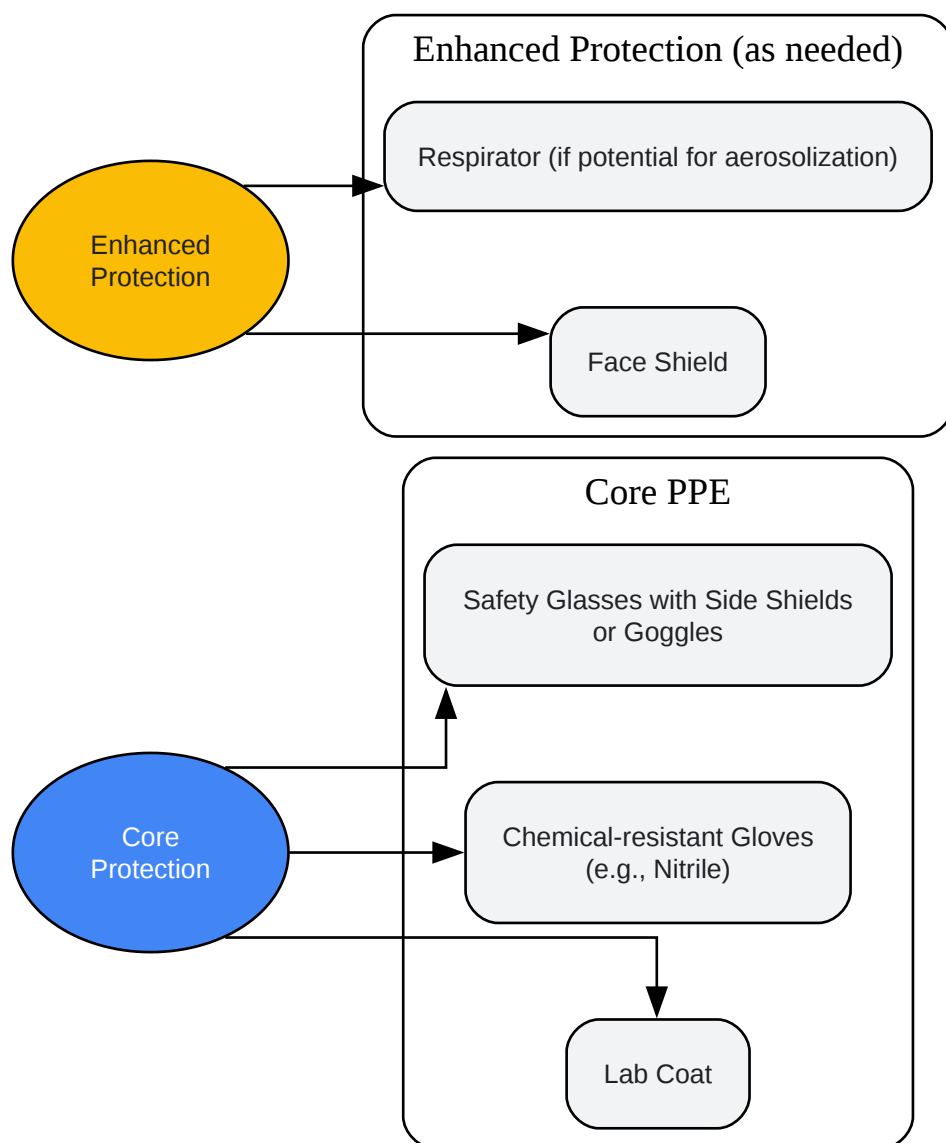 Enhanced Protection (as needed)
Respirator (if potential for aerosolization)
Enhanced
Protection
Face Shield
Core PPE
Safety Glasses with Side Shields
or Goggles
Core
Protection
Chemical-resistant Gloves
(e.g., Nitrile)
Lab Coat